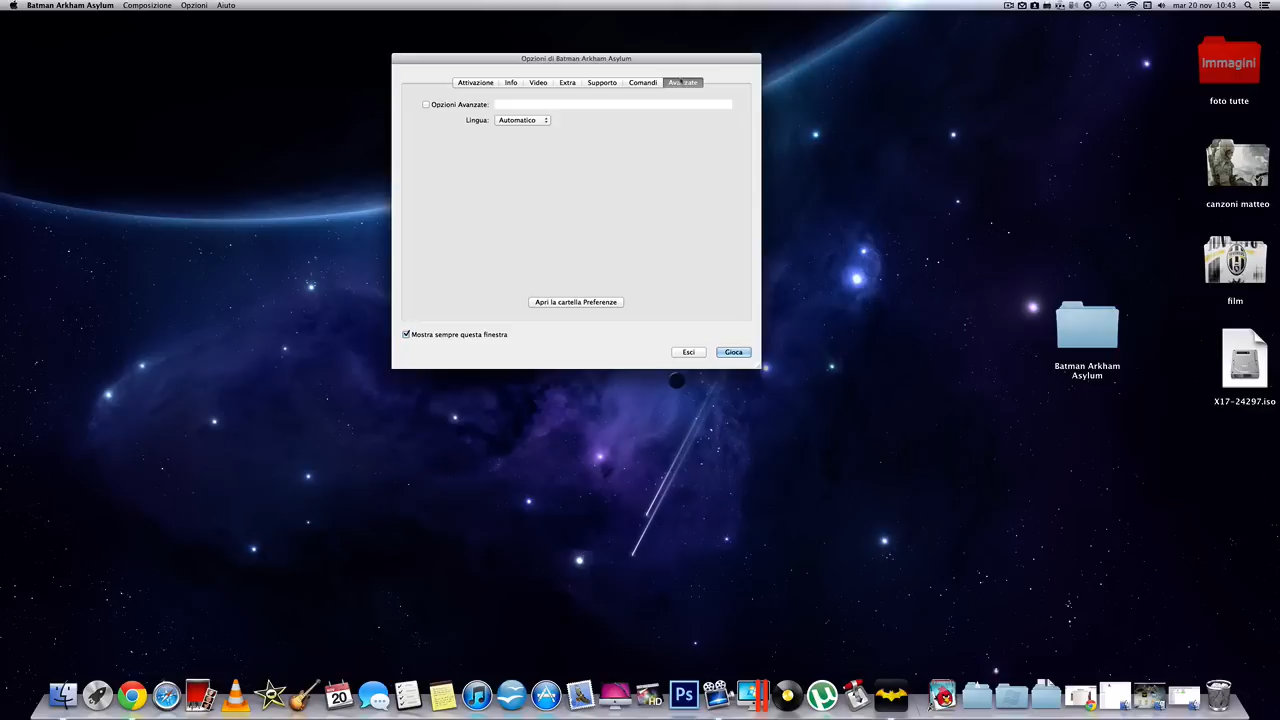 Batman Arkham Asylum Composizione Opzioni Aiuto
mar 20 nov 10:43
Opzioni di Batman Arkham Asylum
Attivazione Info Video Extra Supporto Comandi Avanzate
Opzioni Avanzate:
Lingua: Automatico
Apri la cartella Preferenze
Mostra sempre questa finestra
Esci Gioca
Immagini
foto tutte
canzoni matteo
film
Batman Arkham
Asylum
X17-24297.iso
20
HD
Ps